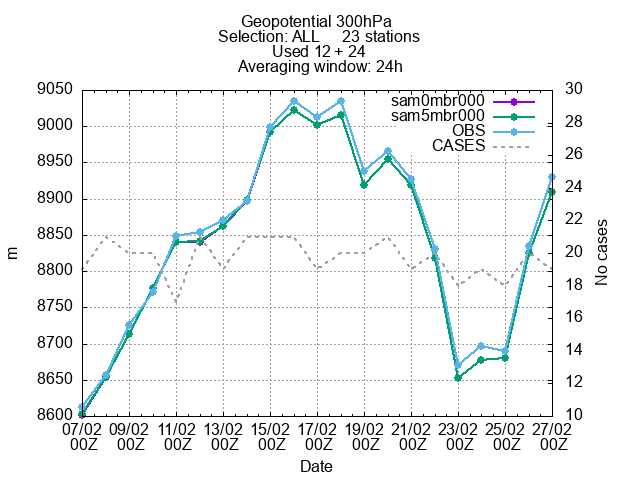 Geopotential 300hPa
Selection: ALL 23 stations
Used 12 + 24
Averaging window: 24h
9050
9000
8950
8900
8850
8800
8750
8700
8650
8600
m
30
28
26
24
22
20
18
16
14
12
10
No cases
sam0mbr000
sam5mbr000
OBS
CASES
07/02 09/02 11/02 13/02 15/02 17/02 19/02 21/02 23/02 25/02 27/02
00Z 00Z 00Z 00Z 00Z 00Z 00Z 00Z 00Z 00Z 00Z
Date